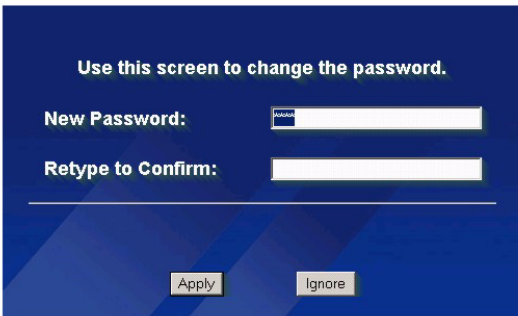 Use this screen to change the password.
New Password:
Retype to Confirm:
Apply
Ignore